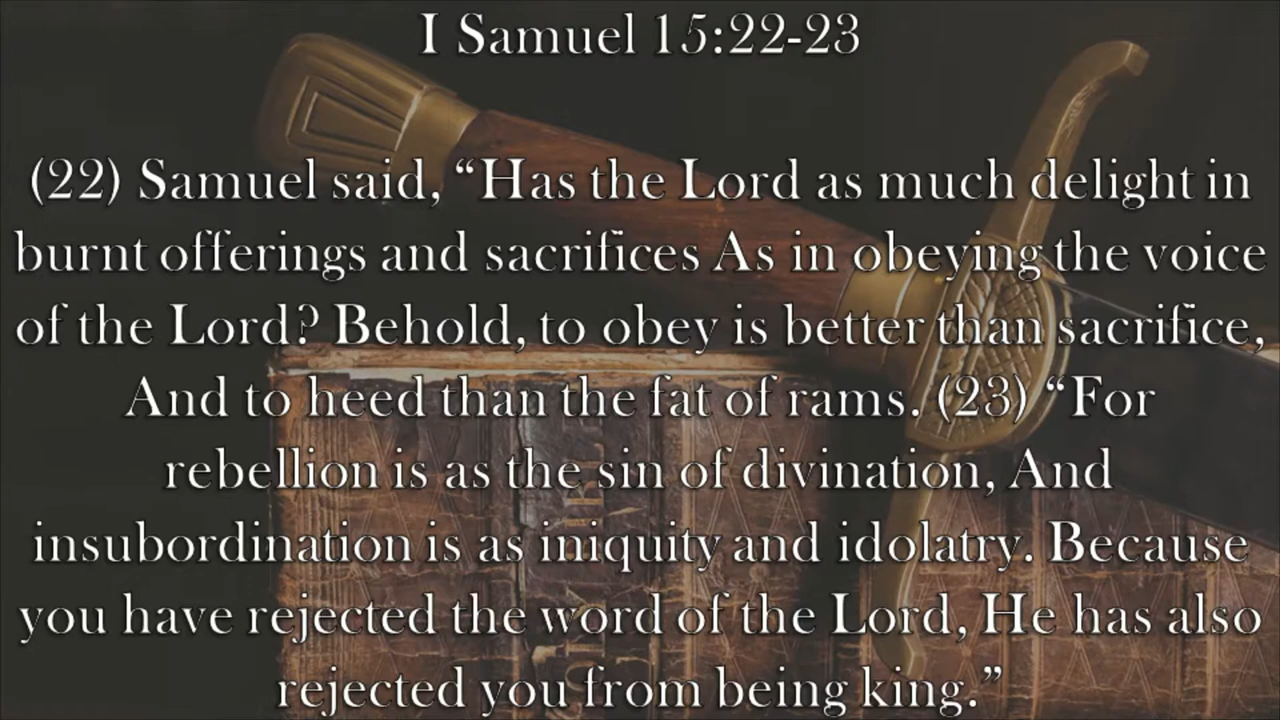 I Samuel 15:22-23
(22) Samuel said, “Has the Lord as much delight in
burnt offerings and sacrifices As in obeying the voice
of the Lord? Behold, to obey is better than sacrifice,
And to heed than the fat of rams. (23) “For
rebellion is as the sin of divination, And
insubordination is as iniquity and idolatry. Because
you have rejected the word of the Lord, He has also
rejected you from being king.”